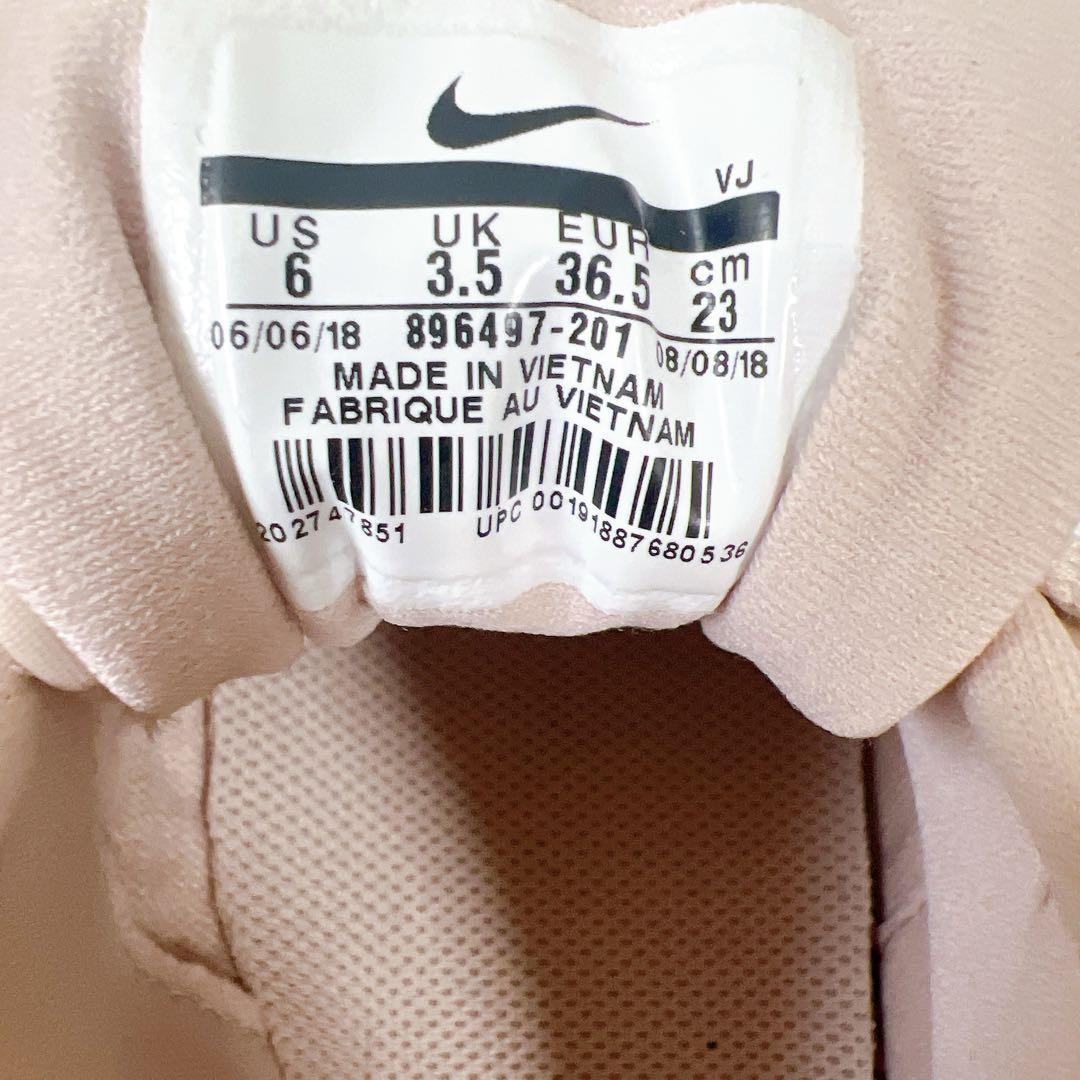 VJ
US UK EUR cm
6 3.5 36.5 23
06/06/18 896497-201 08/08/18
MADE IN VIETNAM
FABRIQUE AU VIETNAM
2027477851 UPC 00191887680536